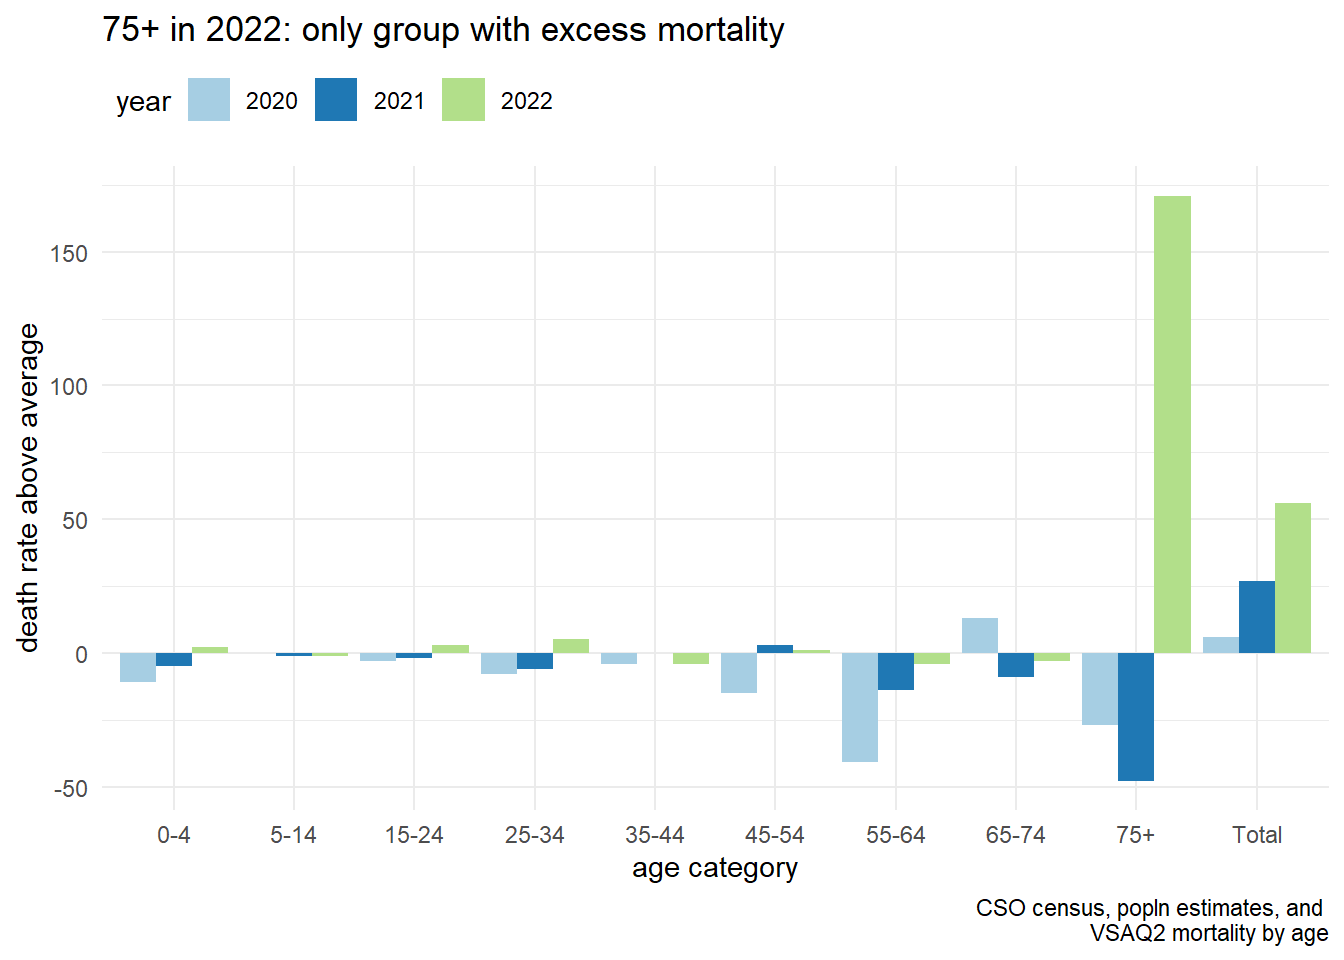 75+ in 2022: only group with excess mortality
year 2020 2021 2022
death rate above average
150
100
50
0
-50
0-4 5-14 15-24 25-34 35-44 45-54 55-64 65-74 75+ Total
age category
CSO census, popln estimates, and
VSAQ2 mortality by age